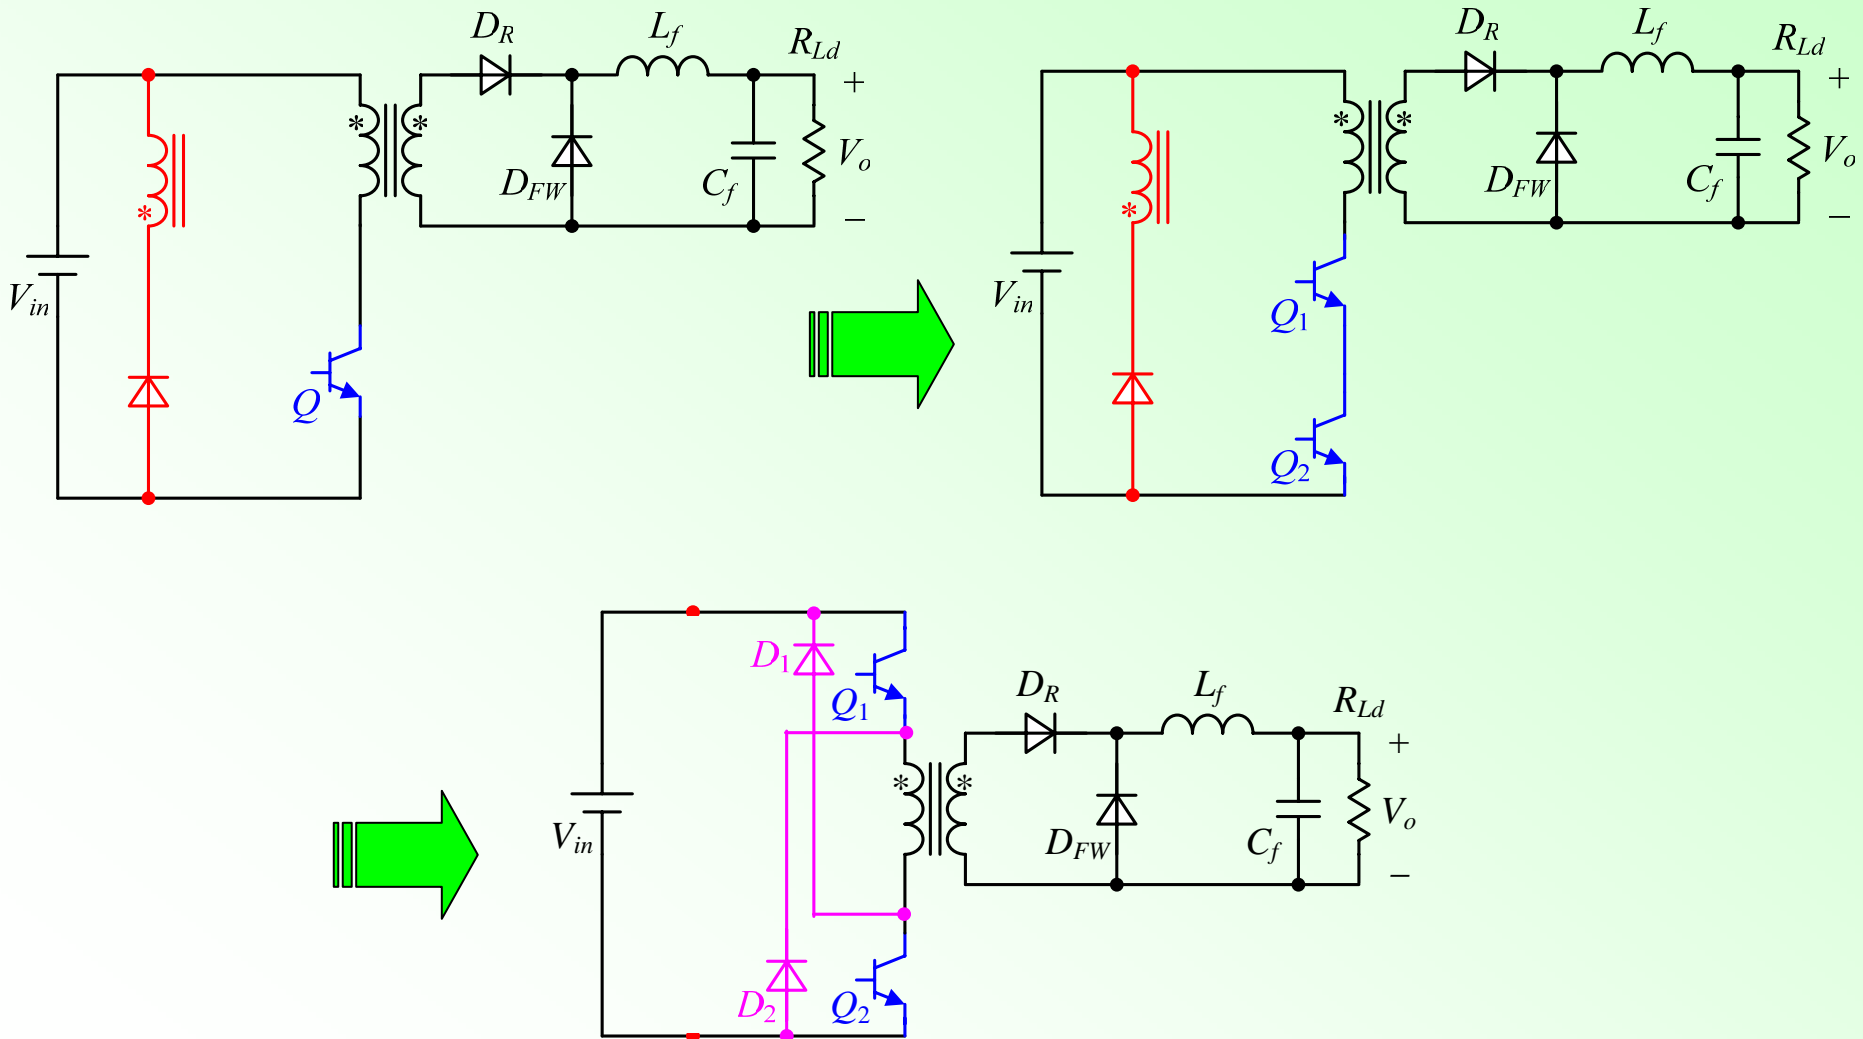 D_R
L_f
R_Ld
+
*
*
D_FW
C_f
V_o
*
−
V_in
Q
D_R
L_f
R_Ld
+
*
*
D_FW
C_f
V_o
*
−
V_in
Q_1
Q_2
D_1
Q_1
D_R
L_f
R_Ld
+
*
*
V_in
D_FW
C_f
V_o
−
D_2
Q_2